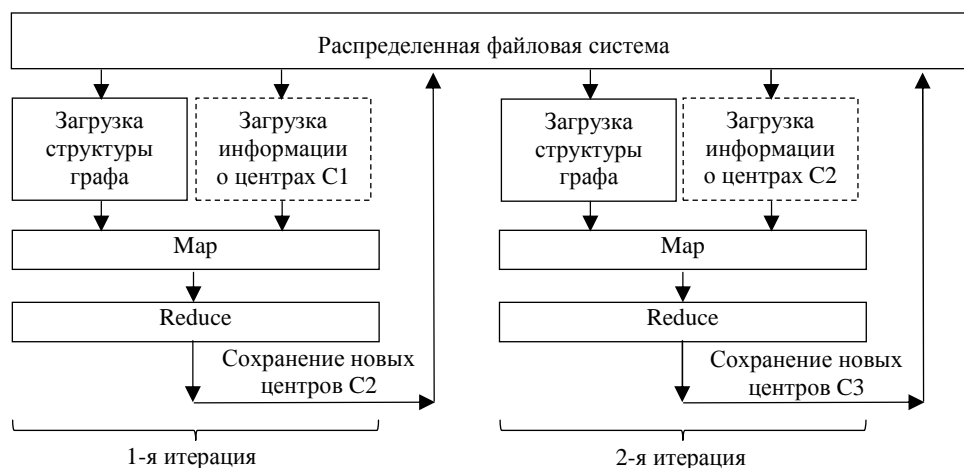 Распределенная файловая система
Загрузка
структуры
графа
Загрузка
информации
о центрах С1
Map
Reduce
Сохранение новых
центров С2
1-я итерация
Загрузка
структуры
графа
Загрузка
информации
о центрах С2
Map
Reduce
Сохранение новых
центров С3
2-я итерация